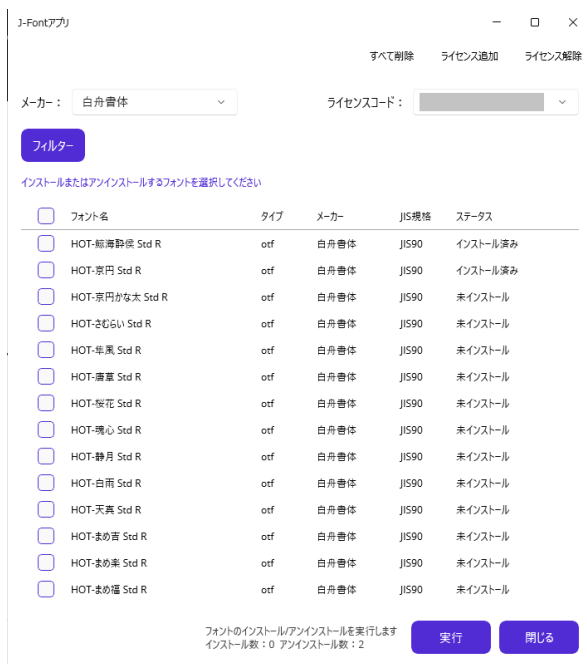 J-Fontアプリ
すべて削除 ライセンス追加 ライセンス解除
メーカー： 白舟書体 ライセンスコード：
フィルター
インストールまたはアンインストールするフォントを選択してください
フォント名 タイプ メーカー JIS規格 ステータス
HOT-鯨海酔侯 Std R otf 白舟書体 JIS90 インストール済み
HOT-京円 Std R otf 白舟書体 JIS90 インストール済み
HOT-京円かな太 Std R otf 白舟書体 JIS90 未インストール
HOT-さむらい Std R otf 白舟書体 JIS90 未インストール
HOT-隼風 Std R otf 白舟書体 JIS90 未インストール
HOT-唐草 Std R otf 白舟書体 JIS90 未インストール
HOT-桜花 Std R otf 白舟書体 JIS90 未インストール
HOT-魂心 Std R otf 白舟書体 JIS90 未インストール
HOT-静月 Std R otf 白舟書体 JIS90 未インストール
HOT-白雨 Std R otf 白舟書体 JIS90 未インストール
HOT-天真 Std R otf 白舟書体 JIS90 未インストール
HOT-まめ吉 Std R otf 白舟書体 JIS90 未インストール
HOT-まめ楽 Std R otf 白舟書体 JIS90 未インストール
HOT-まめ福 Std R otf 白舟書体 JIS90 未インストール
フォントのインストール/アンインストールを実行します
インストール数：0 アンインストール数：2
実行 閉じる